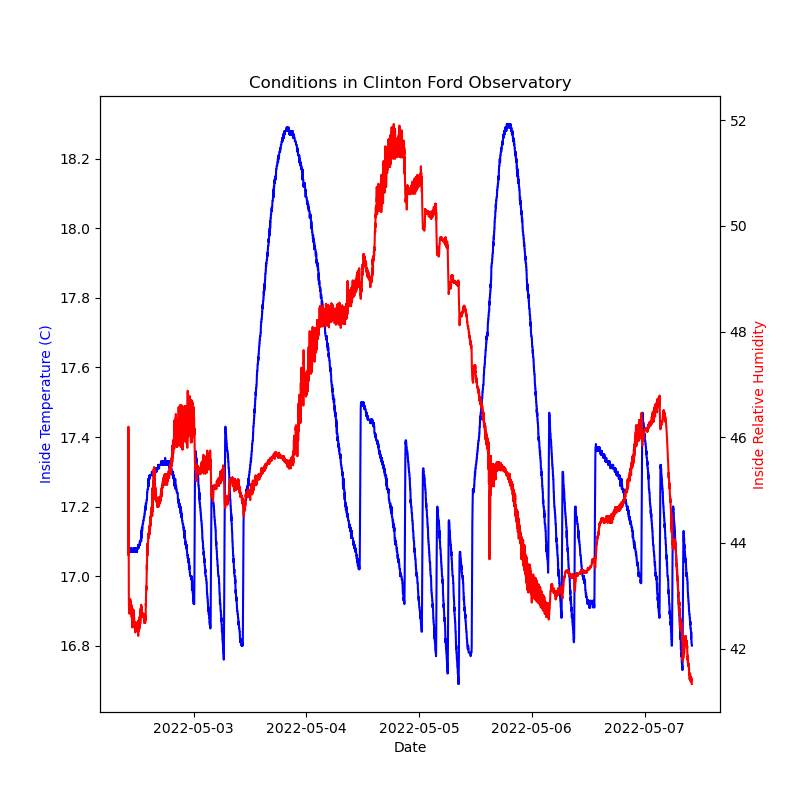 Conditions in Clinton Ford Observatory
Inside Temperature (C)
18.2
18.0
17.8
17.6
17.4
17.2
17.0
16.8
52
50
48
46
44
42
Inside Relative Humidity
2022-05-03 2022-05-04 2022-05-05 2022-05-06 2022-05-07
Date